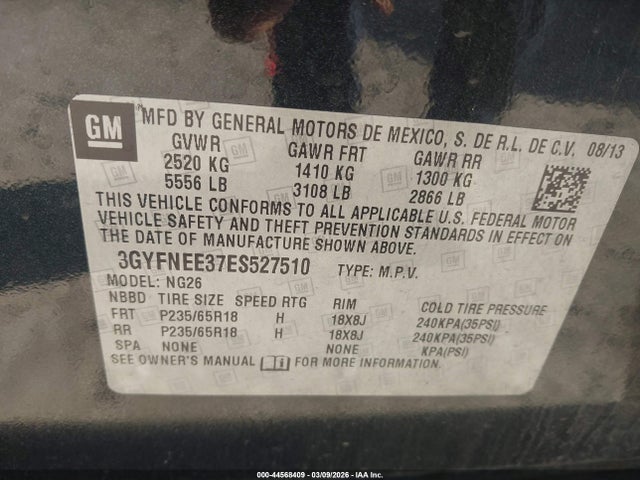 GM
MFD BY GENERAL MOTORS DE MEXICO, S. DE R.L. DE C.V. 08/13
GVWR GAWR FRT GAWR RR
2520 KG 1410 KG 1300 KG
5556 LB 3108 LB 2866 LB
THIS VEHICLE CONFORMS TO ALL APPLICABLE U.S. FEDERAL MOTOR
VEHICLE SAFETY AND THEFT PREVENTION STANDARDS IN EFFECT ON
THE DATE OF MANUFACTURE SHOWN ABOVE.
3GYFNEE37ES527510 TYPE: M.P.V.
MODEL: NG26
NBBD TIRE SIZE SPEED RTG RIM COLD TIRE PRESSURE
FRT P235/65R18 H 18X8J 240KPA(35PSI)
RR P235/65R18 H 18X8J 240KPA(35PSI)
SPA NONE NONE KPA(PSI)
SEE OWNER'S MANUAL FOR MORE INFORMATION.
000-44568409 | 03/09/2026 - IAA Inc.